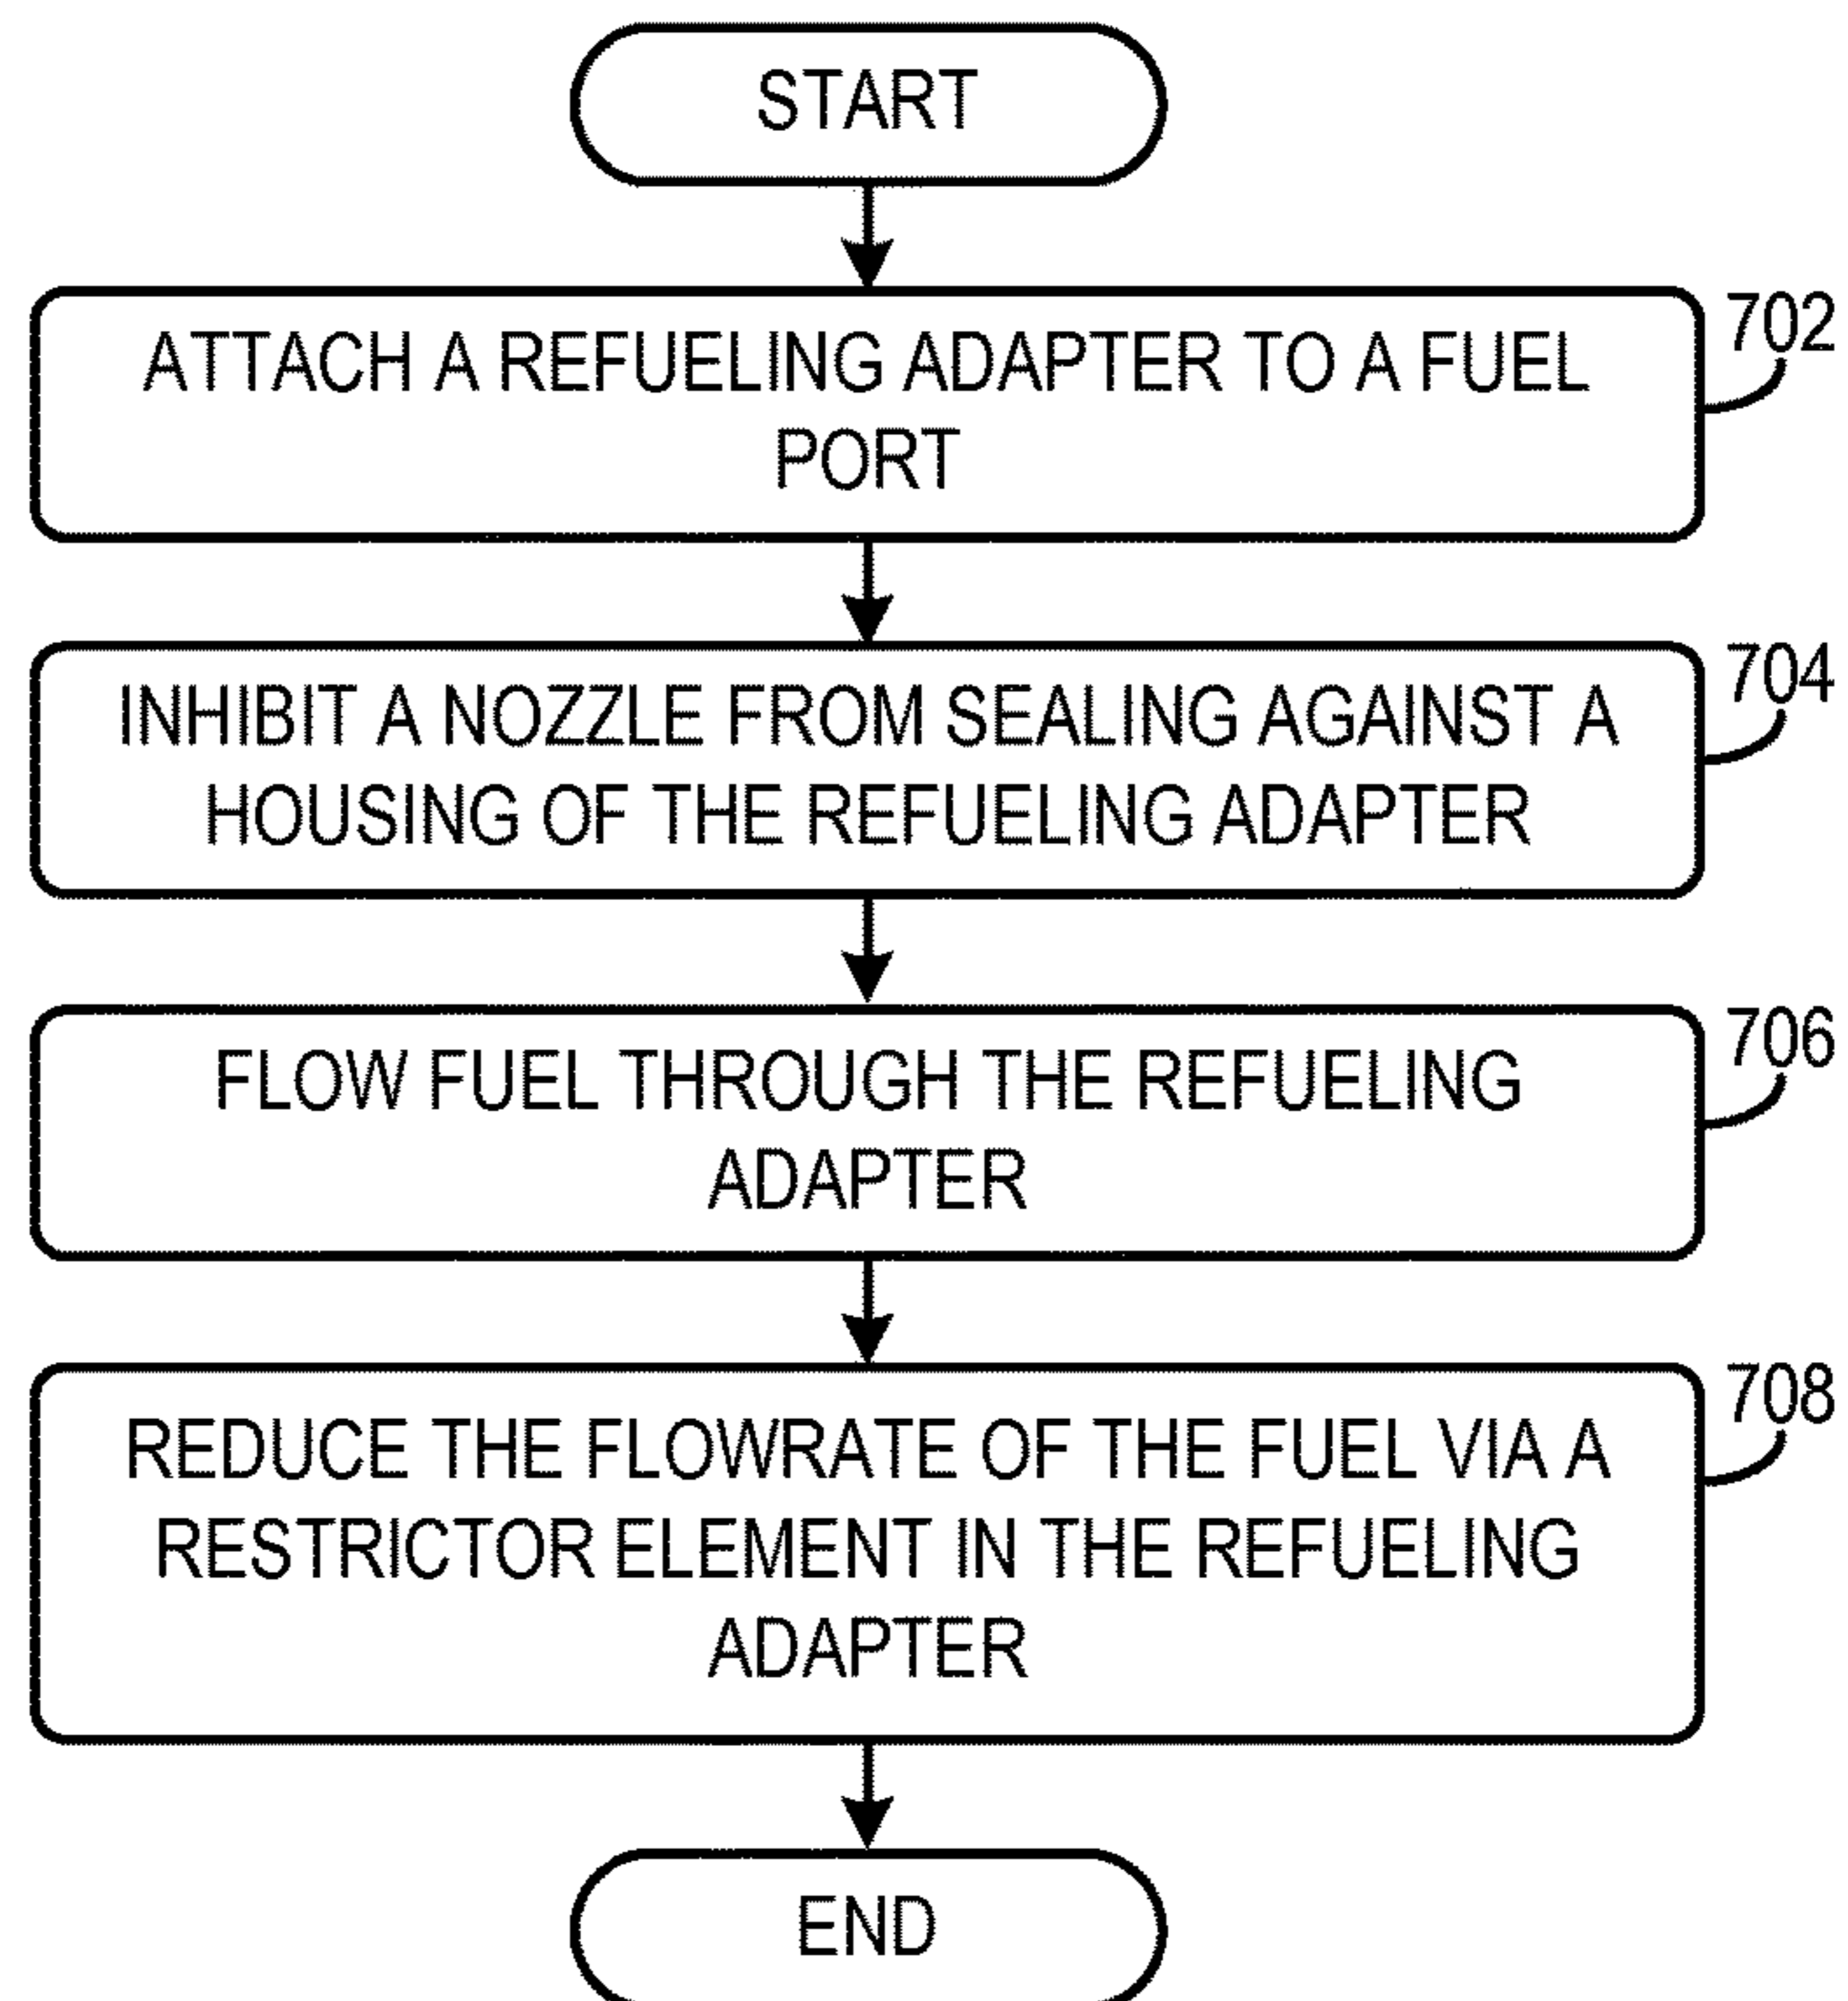 START
702
ATTACH A REFUELING ADAPTER TO A FUEL
PORT
704
INHIBIT A NOZZLE FROM SEALING AGAINST A
HOUSING OF THE REFUELING ADAPTER
706
FLOW FUEL THROUGH THE REFUELING
ADAPTER
708
REDUCE THE FLOWRATE OF THE FUEL VIA A
RESTRICTOR ELEMENT IN THE REFUELING
ADAPTER
END